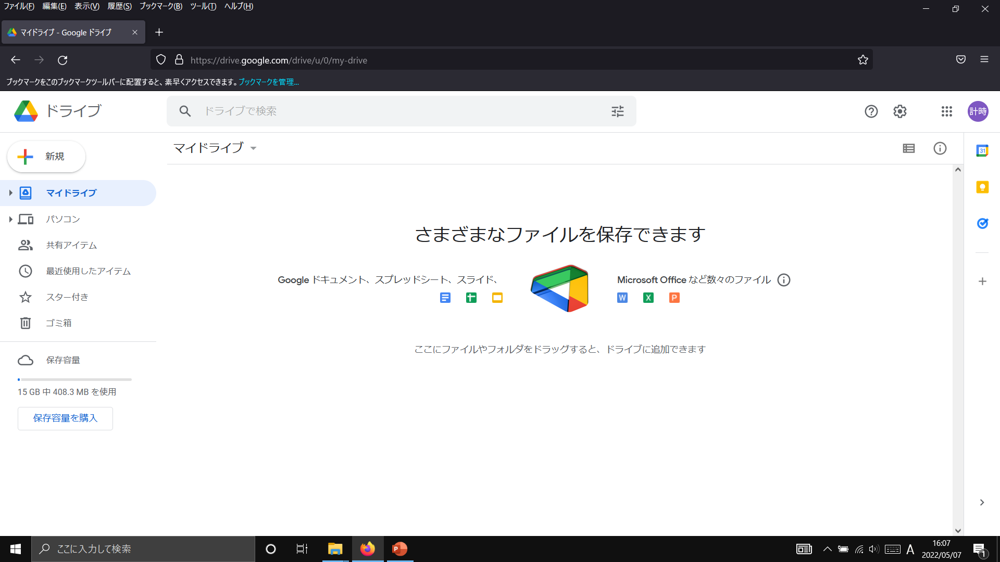 ファイル(F) 編集(E) 表示(V) 履歴(S) ブックマーク(B) ツール(T) ヘルプ(H)
マイドライブ - Google ドライブ
https://drive.google.com/drive/u/0/my-drive
ブックマークをこのブックマークツールバーに配置すると、素早くアクセスできます。ブックマークを管理...
ドライブ
ドライブで検索
計時
新規
マイドライブ
31
マイドライブ
パソコン
共有アイテム
最近使用したアイテム
スター付き
ゴミ箱
保存容量
15 GB 中 408.3 MB を使用
保存容量を購入
さまざまなファイルを保存できます
Google ドキュメント、スプレッドシート、スライド、
Microsoft Office など数々のファイル
W X P
ここにファイルやフォルダをドラッグすると、ドライブに追加できます
ここに入力して検索
P
A
16:07
2022/05/07
1